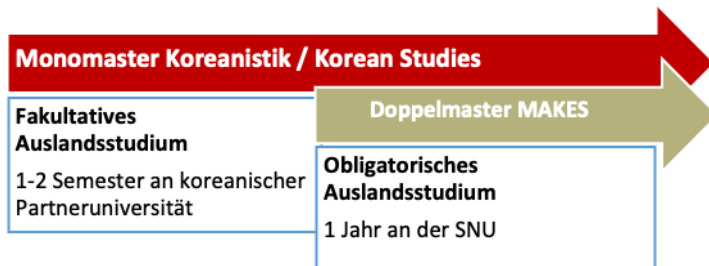 Monomaster Koreanistik / Korean Studies
Fakultatives
Auslandsstudium
1-2 Semester an koreanischer
Partneruniversität
Doppelmaster MAKES
Obligatorisches
Auslandsstudium
1 Jahr an der SNU